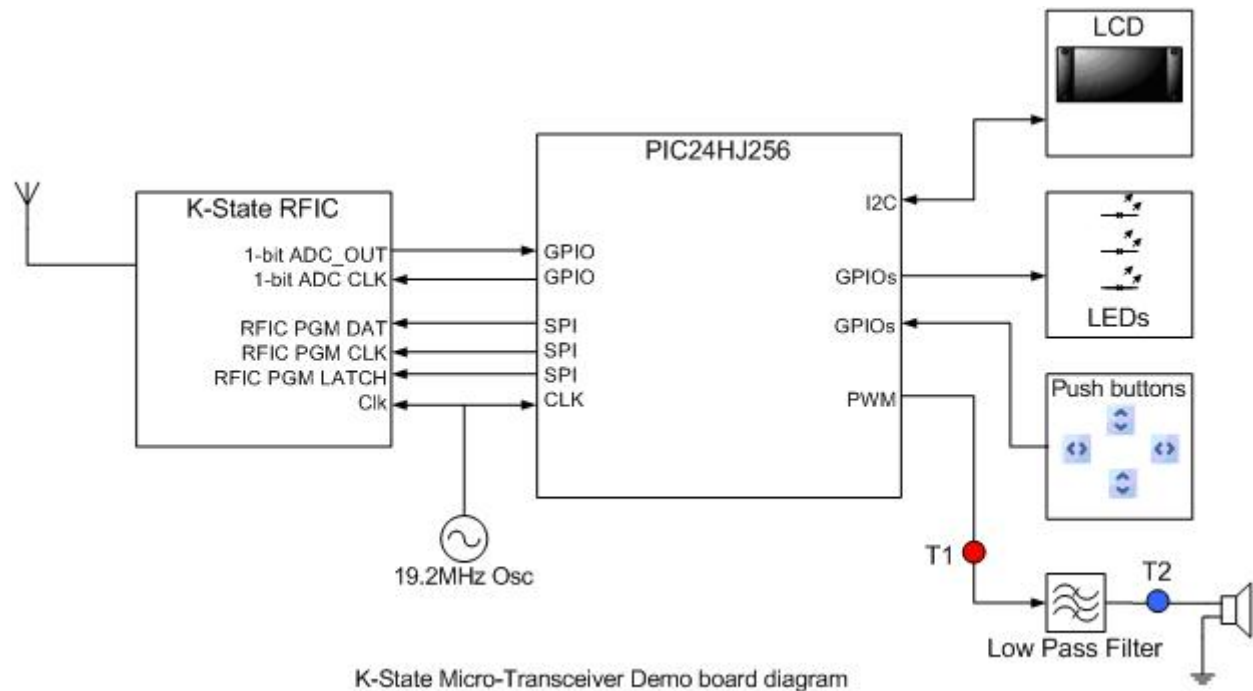 LCD
PIC24HJ256
K-State RFIC
I2C
1-bit ADC_OUT
GPIO
1-bit ADC CLK
GPIO
GPIOs
LEDs
RFIC PGM DAT
SPI
GPIOs
RFIC PGM CLK
SPI
RFIC PGM LATCH
SPI
Clk
CLK
PWM
Push buttons
19.2MHz Osc
T1
T2
Low Pass Filter
K-State Micro-Transceiver Demo board diagram